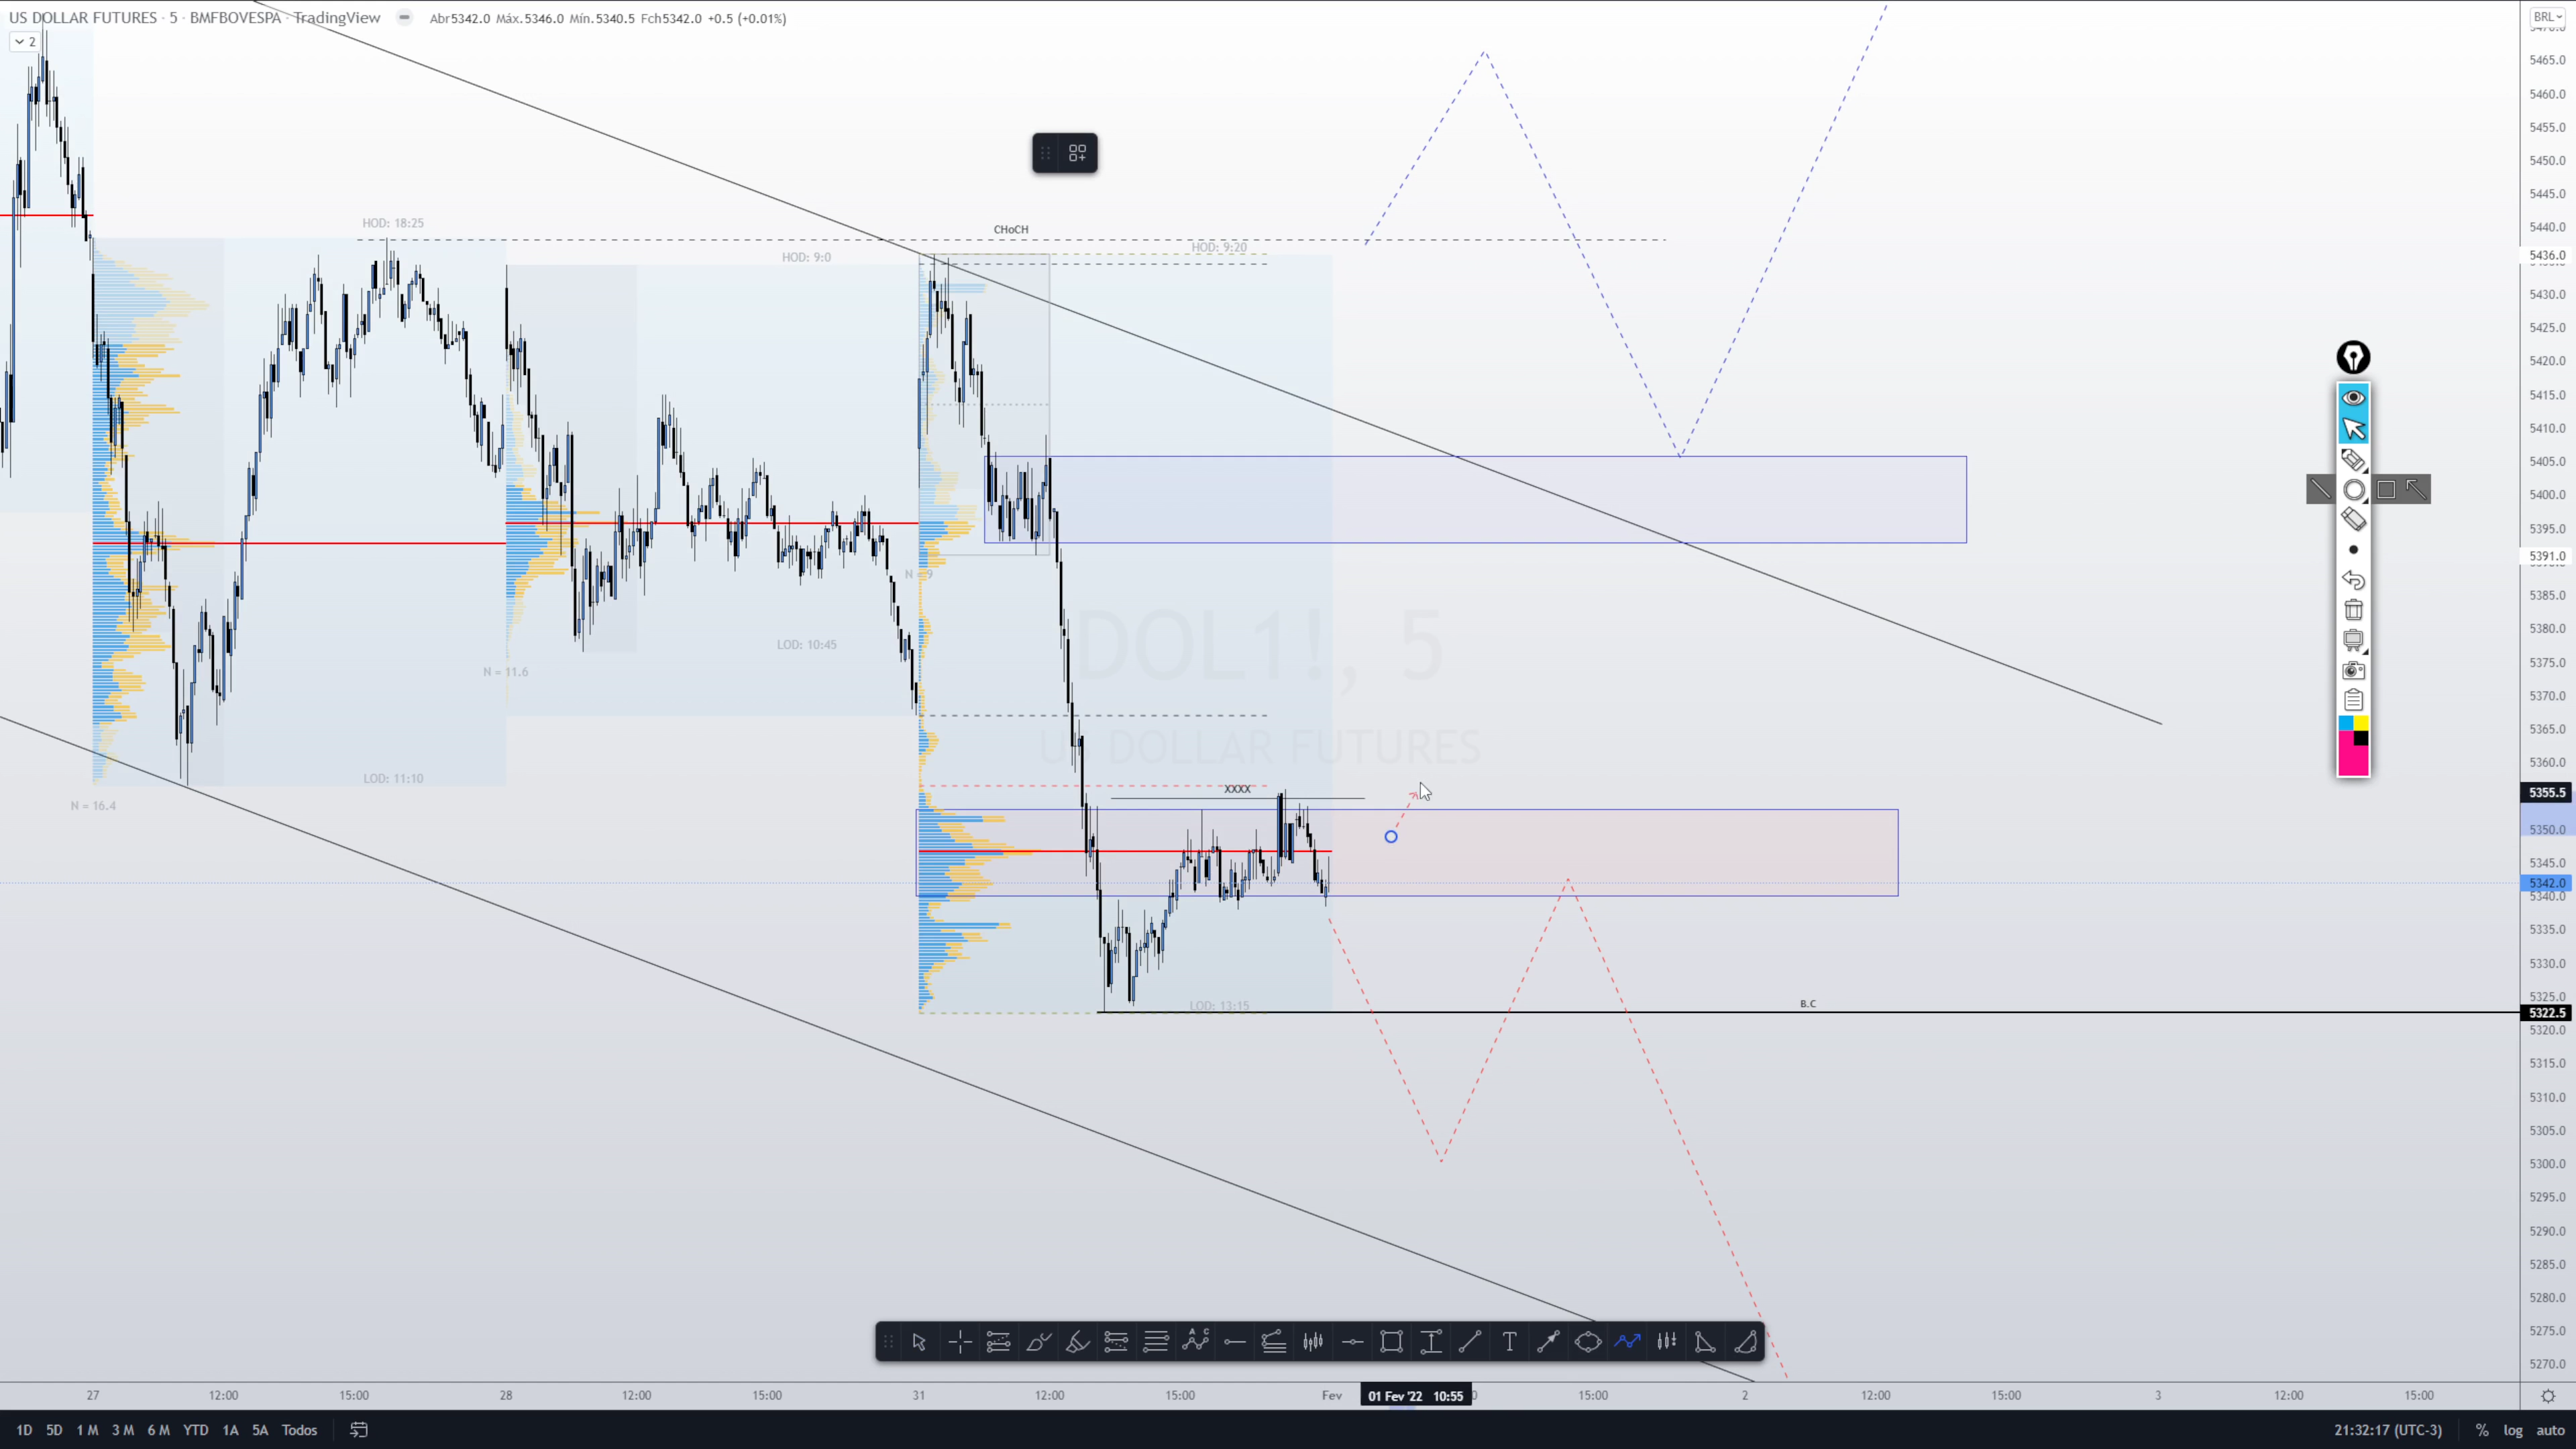 US DOLLAR FUTURES · 5 · BMFBOVESPA · TradingView Abr5342.0 Máx.5346.0 Mín.5340.5 Fch5342.0 +0.5 (+0.01%)
2
BRL
5465.0
5460.0
5455.0
5450.0
5445.0
5440.0
5436.0
5430.0
5425.0
5420.0
5415.0
5410.0
5405.0
5400.0
5395.0
5391.0
5385.0
5380.0
5375.0
5370.0
5365.0
5360.0
5355.5
5350.0
5345.0
5342.0
5340.0
5335.0
5330.0
5325.0
5322.5
5320.0
5315.0
5310.0
5305.0
5300.0
5295.0
5290.0
5285.0
5280.0
5275.0
5270.0
HOD: 18:25
CHoCH
HOD: 9:20
HOD: 9:0
N = 9
DOL1!, 5
LOD: 10:45
N = 11.6
US DOLLAR FUTURES
LOD: 11:10
XXXX
N = 16.4
LOD: 13:15
B.C
27 12:00 15:00 28 12:00 15:00 31 12:00 15:00 Fev 01 Fev '22 10:55 15:00 2 12:00 15:00 3 12:00 15:00
1D 5D 1 M 3 M 6 M YTD 1A 5A Todos 21:32:17 (UTC-3) % log auto